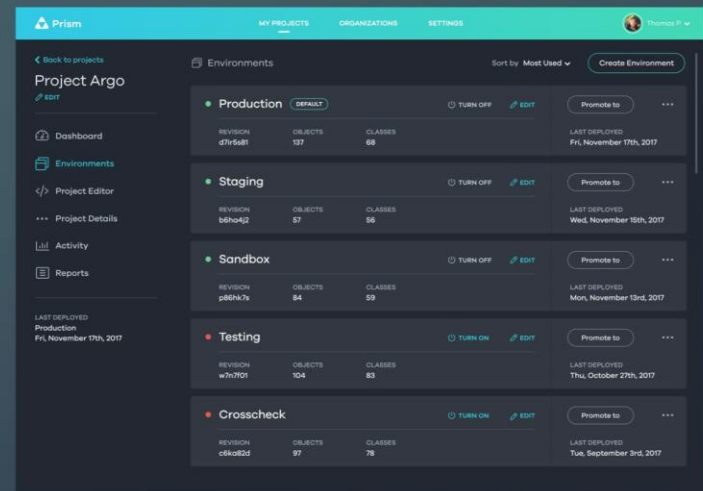 Prism
MY PROJECTS ORGANIZATIONS SETTINGS
Thomas P.
Back to projects
Project Argo
EDIT
Dashboard
Environments
Project Editor
Project Details
Activity
Reports
LAST DEPLOYED
Production
Fri, November 17th, 2017
Environments
Sort by Most Used
Create Environment
Production DEFAULT TURN OFF EDIT Promote to
REVISION OBJECTS CLASSES LAST DEPLOYED
d7ir5s81 137 68 Fri, November 17th, 2017
Staging TURN OFF EDIT Promote to
REVISION OBJECTS CLASSES LAST DEPLOYED
b6ho4j2 57 56 Wed, November 15th, 2017
Sandbox TURN OFF EDIT Promote to
REVISION OBJECTS CLASSES LAST DEPLOYED
p86hk7s 84 59 Mon, November 13rd, 2017
Testing TURN ON EDIT Promote to
REVISION OBJECTS CLASSES LAST DEPLOYED
w7n7f01 104 83 Thu, October 27th, 2017
Crosscheck TURN ON EDIT Promote to
REVISION OBJECTS CLASSES LAST DEPLOYED
c6ka82d 97 78 Tue, September 3rd, 2017